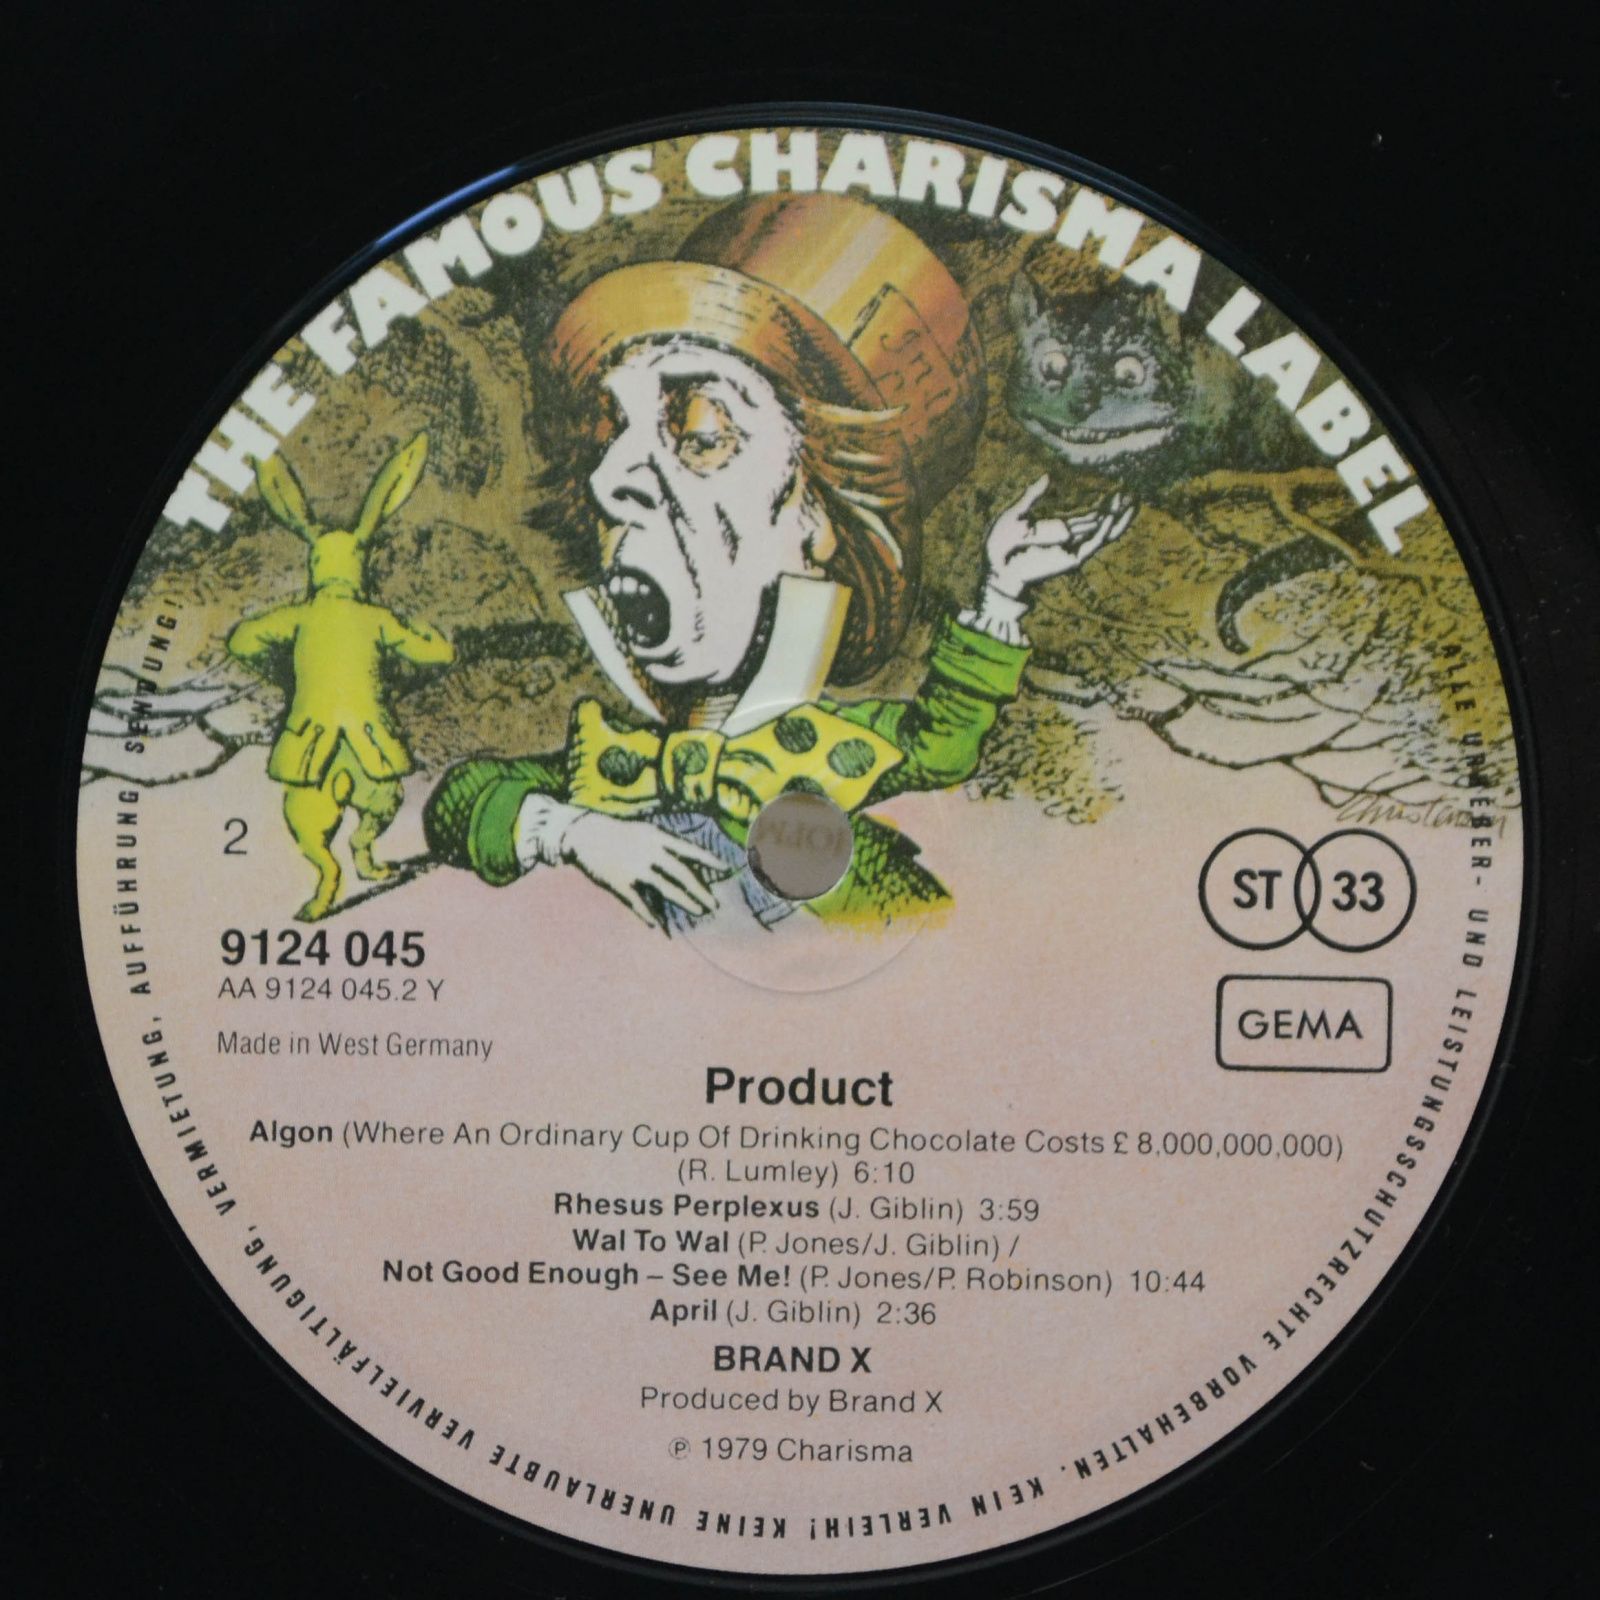 THE FAMOUS CHARISMA LABEL
2
9124 045
AA 9124 045.2 Y
Made in West Germany
ST 33
GEMA
Product
Algon (Where An Ordinary Cup Of Drinking Chocolate Costs £ 8,000,000,000)
(R. Lumley) 6:10
Rhesus Perplexus (J. Giblin) 3:59
Wal To Wal (P. Jones/J. Giblin) /
Not Good Enough – See Me! (P. Jones/P. Robinson) 10:44
April (J. Giblin) 2:36
BRAND X
Produced by Brand X
℗ 1979 Charisma
ALLE URHEBER- UND LEISTUNGSSCHUTZRECHTE VORBEHALTEN. KEIN VERLEIH! KEINE UNERLAUBTE VERVIELFÄLTIGUNG, VERMIETUNG, AUFFÜHRUNG SENDUNG!